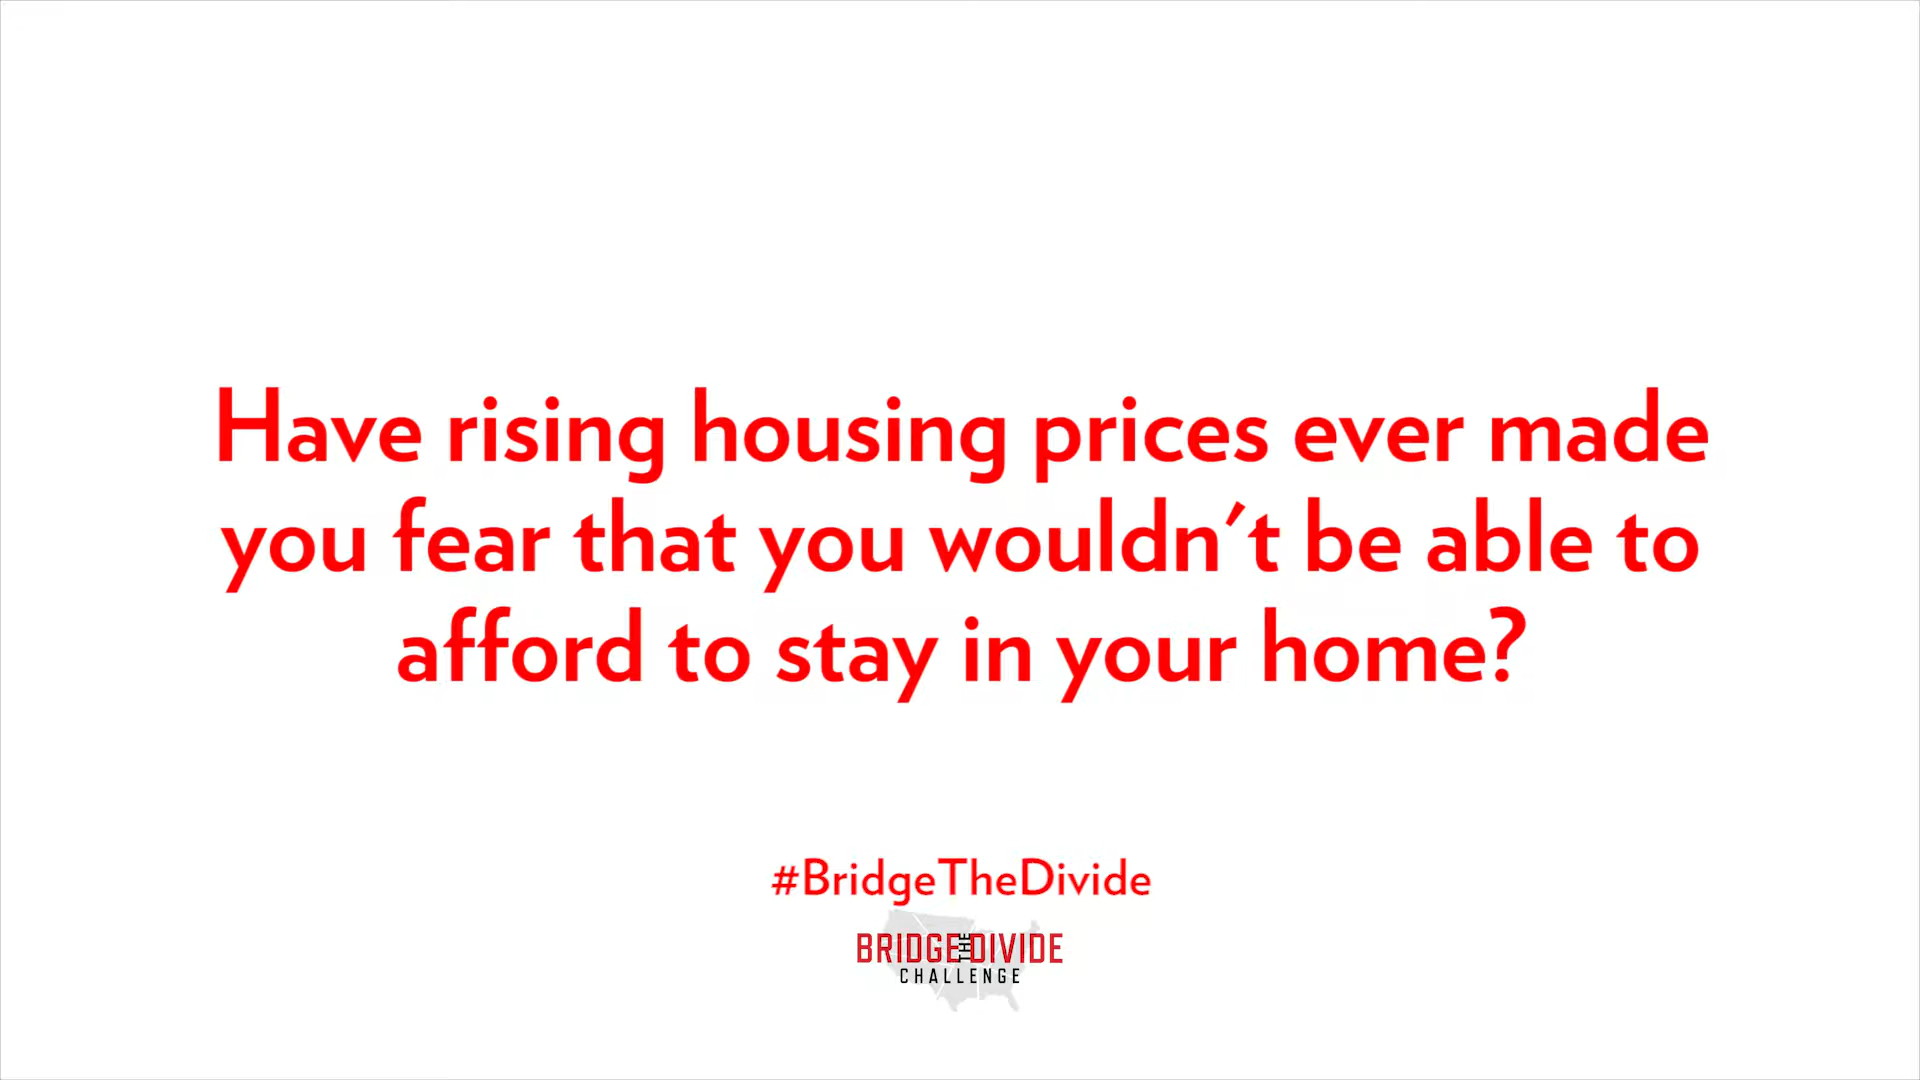 Have rising housing prices ever made
you fear that you wouldn't be able to
afford to stay in your home?
#BridgeTheDivide
BRIDGE THE DIVIDE
CHALLENGE